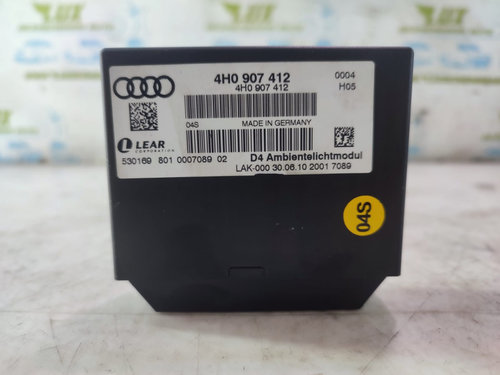 4H0 907 412
4H0 907 412
0004
H05
04S
MADE IN GERMANY
LEAR
CORPORATION
530169 801 0007089 02
D4 Ambientelichtmodul
LAK-000 30.06.10 2001 7089
04S